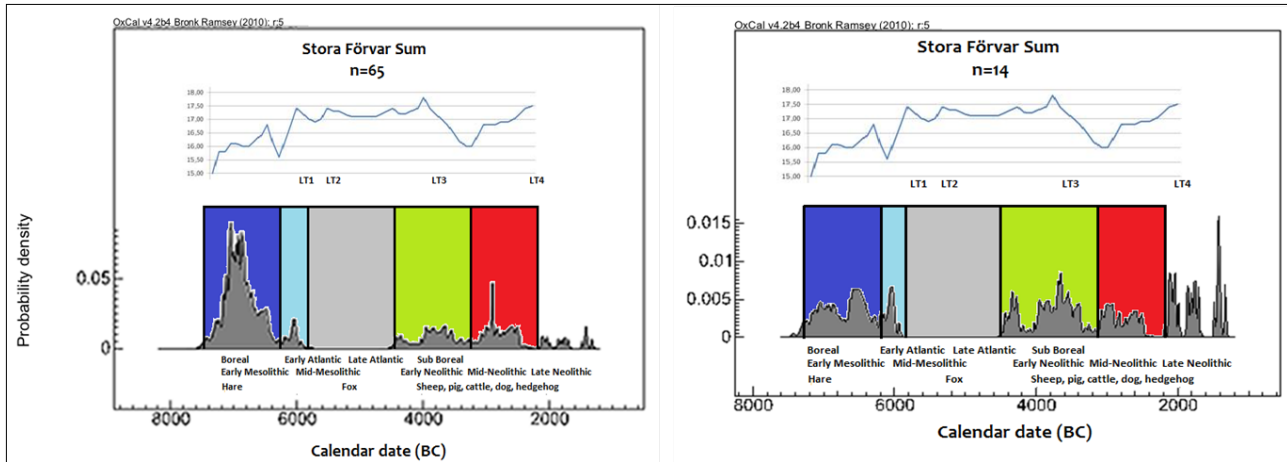 OxCal v4.2b4 Bronk Ramsey (2010): r:5
Stora Förvar Sum
n=65
18,00
17,50
17,00
16,50
16,00
15,50
15,00
LT1 LT2 LT3 LT4
Probability density
0.05
0
Boreal Early Atlantic Late Atlantic Sub Boreal
Early Mesolithic Mid-Mesolithic Early Neolithic Mid-Neolithic Late Neolithic
Hare Fox Sheep, pig, cattle, dog, hedgehog
8000 6000 4000 2000
Calendar date (BC)
OxCal v4.2b4 Bronk Ramsey (2010): r:5
Stora Förvar Sum
n=14
18,00
17,50
17,00
16,50
16,00
15,50
15,00
LT1 LT2 LT3 LT4
0.015
0.01
0.005
0
Boreal Early Atlantic Late Atlantic Sub Boreal
Early Mesolithic Mid-Mesolithic Early Neolithic Mid-Neolithic Late Neolithic
Hare Fox Sheep, pig, cattle, dog, hedgehog
8000 6000 4000 2000
Calendar date (BC)